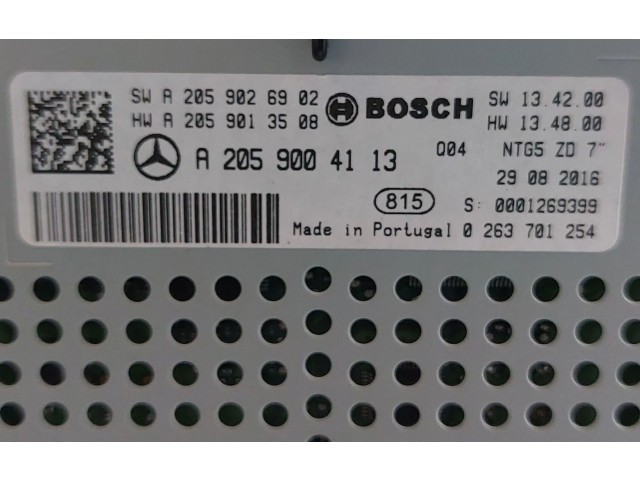 SW A 205 902 69 02
HW A 205 901 35 08
BOSCH
SW 13.42.00
HW 13.48.00
A 205 900 41 13
Q04
NTG5 ZD 7"
29 08 2016
815
S: 0001269399
Made in Portugal 0 263 701 254